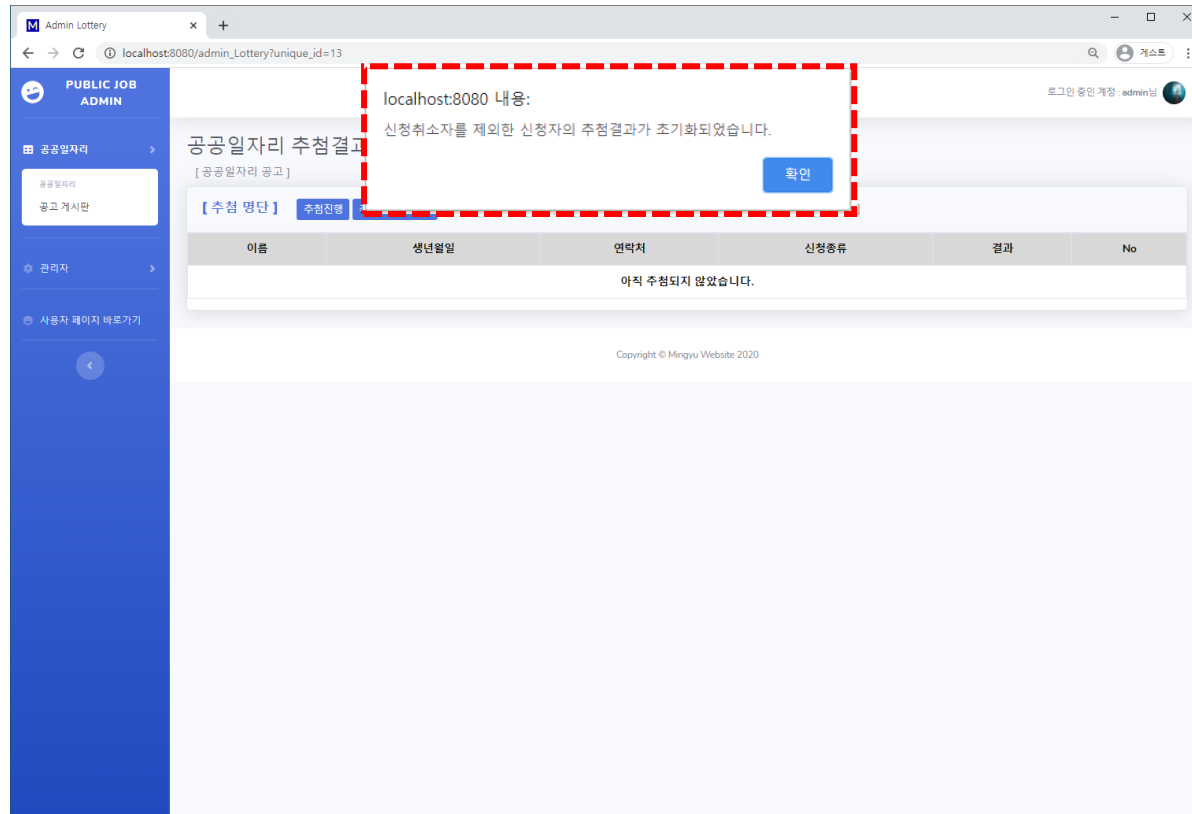 Admin Lottery
localhost:8080/admin_Lottery?unique_id=13
게스트
PUBLIC JOB
ADMIN
로그인 중인 계정 : admin님
localhost:8080 내용:
신청취소자를 제외한 신청자의 추첨결과가 초기화되었습니다.
확인
공공일자리
공공일자리
공고 게시판
관리자
사용자 페이지 바로가기
공공일자리 추첨결과
[ 공공일자리 공고 ]
[ 추첨 명단 ] 추첨진행
]
이름 생년월일 연락처 신청종류 결과 No
아직 추첨되지 않았습니다.
Copyright © Mingyu Website 2020